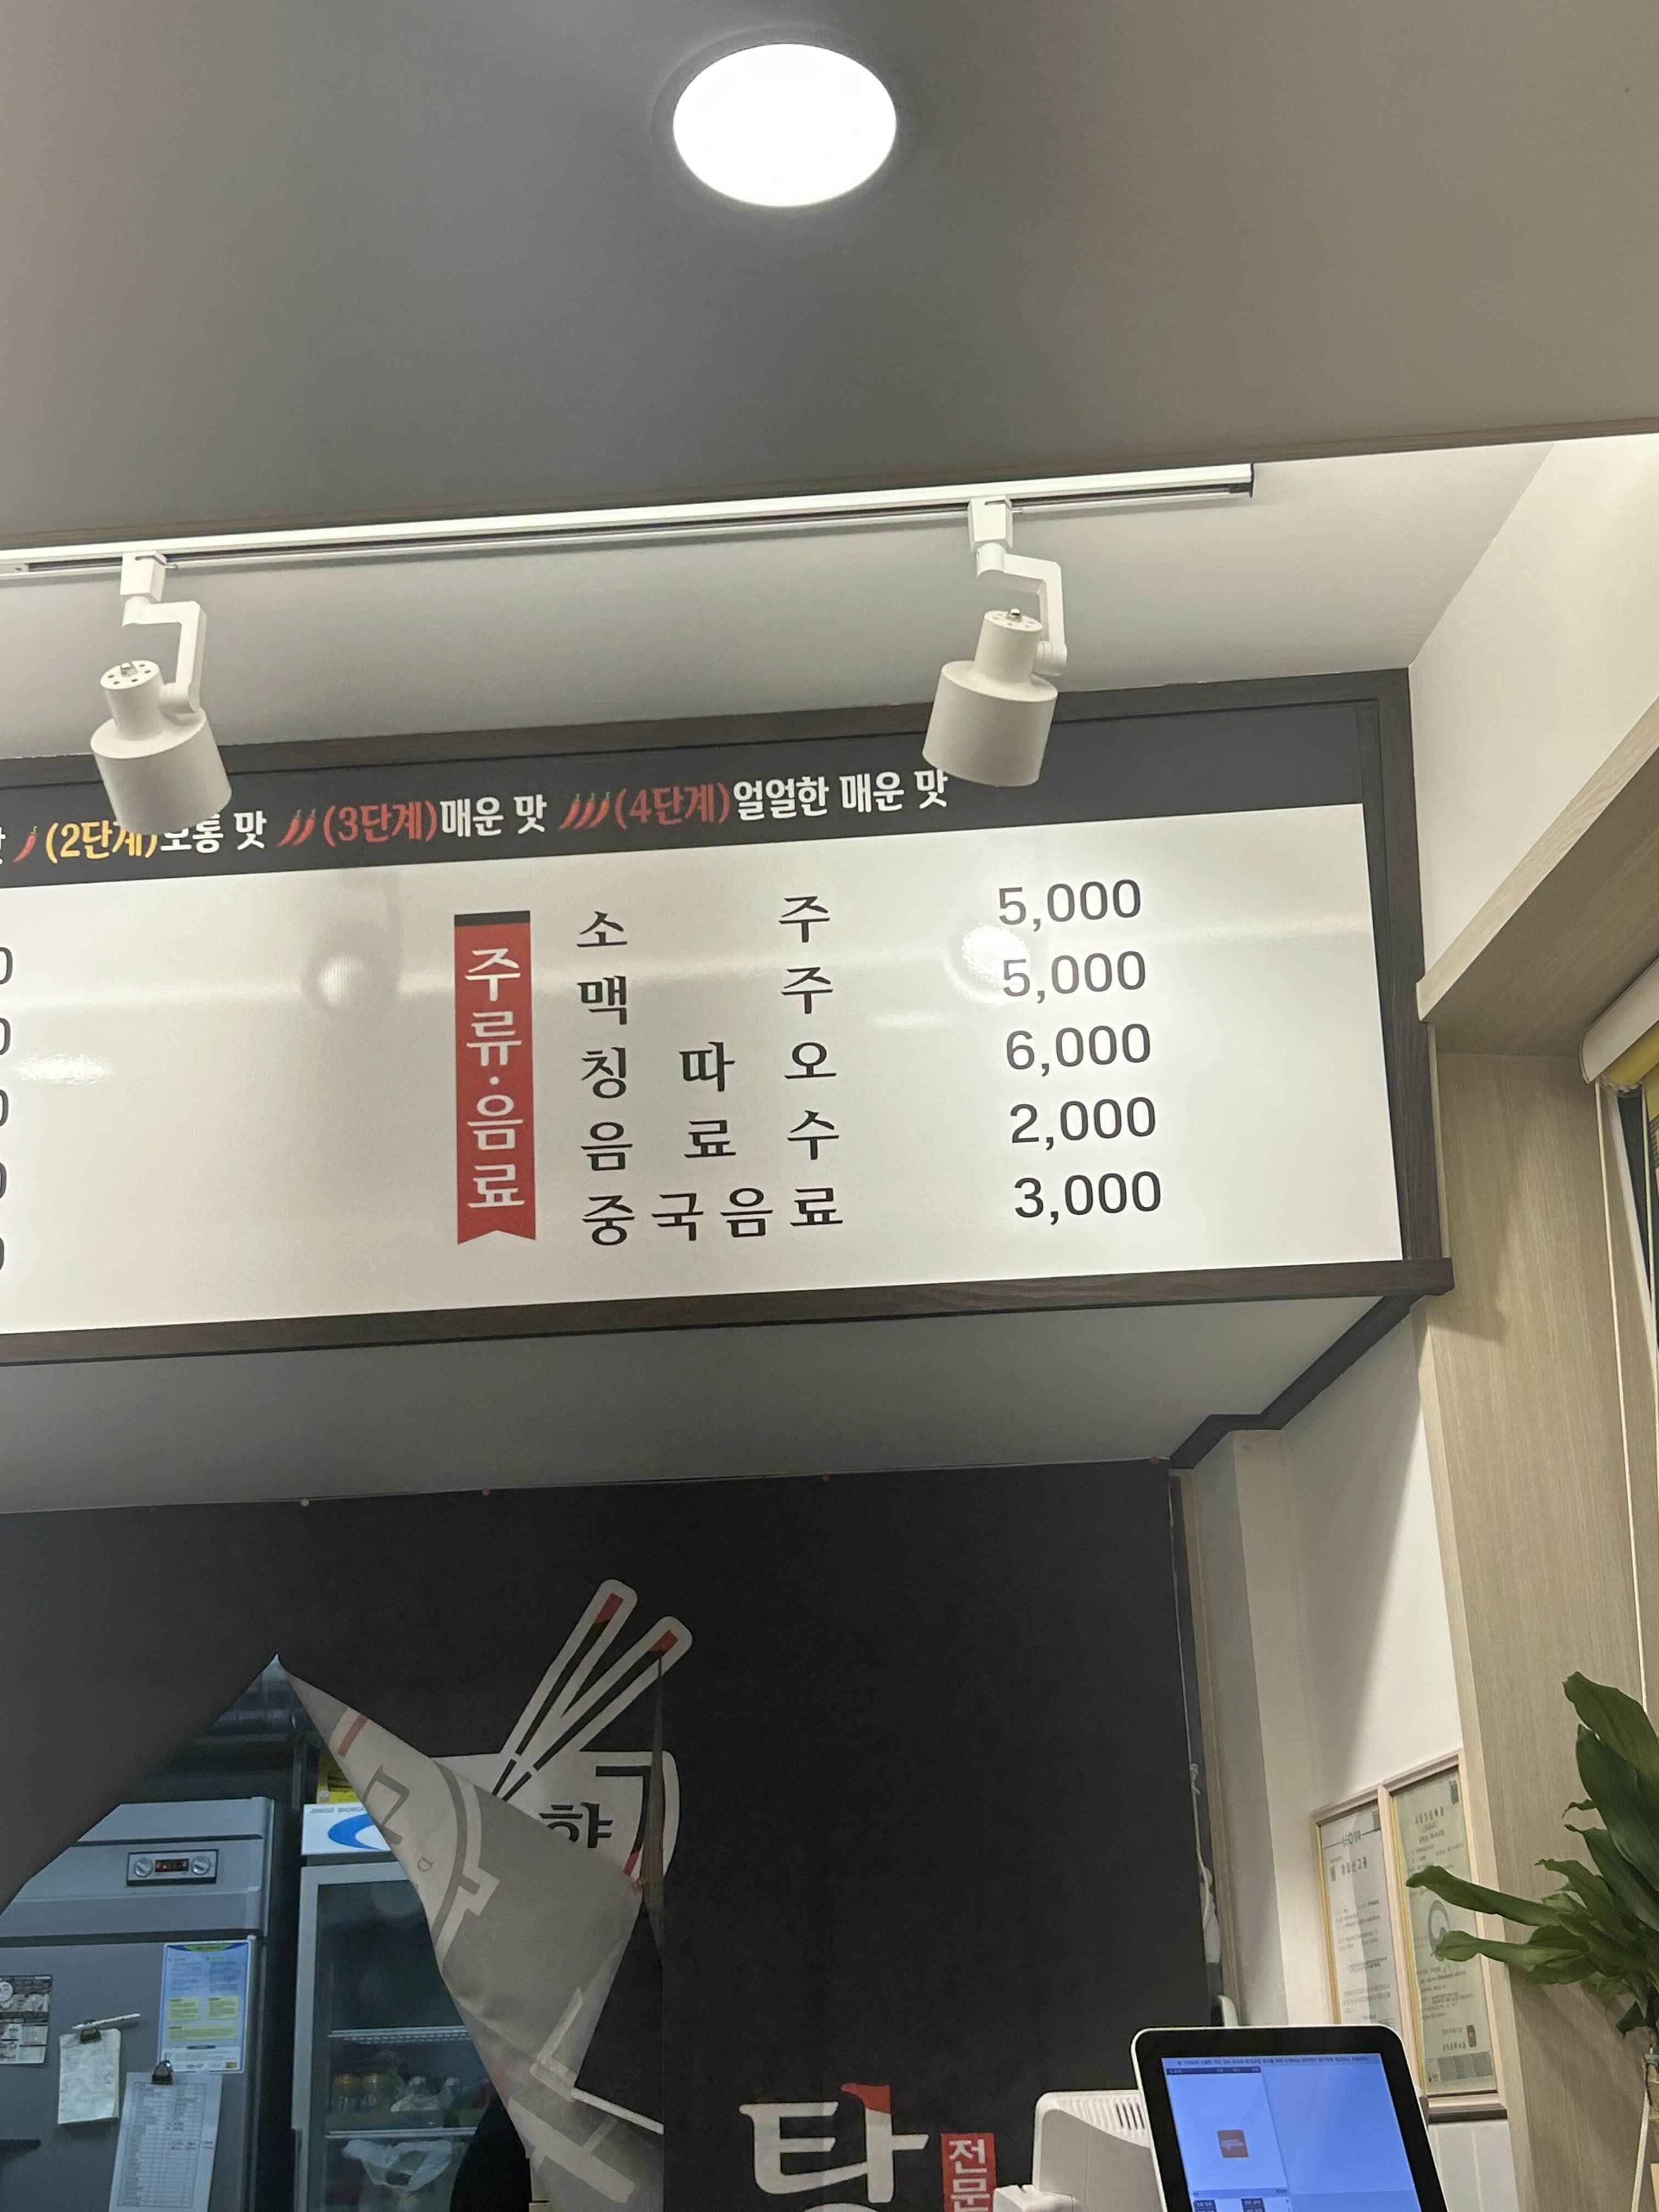 (2단계)보통 맛 (3단계)매운 맛 (4단계)얼얼한 매운 맛
주류·음료
소주 5,000
맥주 5,000
칭따오 6,000
음료수 2,000
중국음료 3,000
향
탕
전문